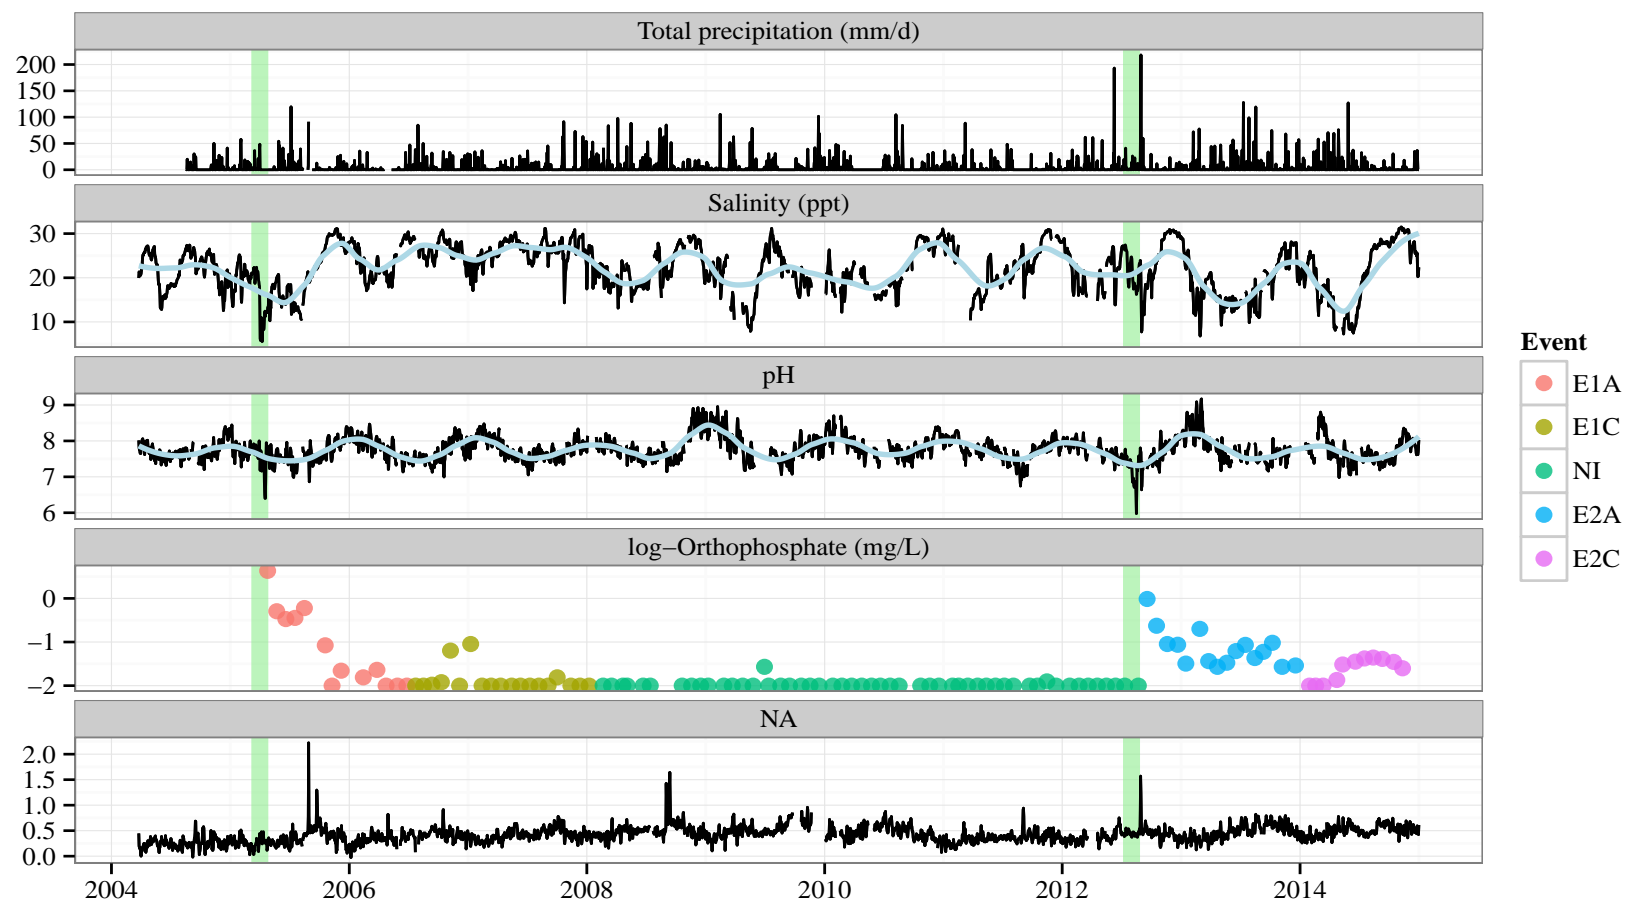 Total precipitation (mm/d)
200
150
100
50
0
Salinity (ppt)
30
20
10
pH
9
8
7
6
log−Orthophosphate (mg/L)
0
−1
−2
NA
2.0
1.5
1.0
0.5
0.0
2004 2006 2008 2010 2012 2014
Event
E1A
E1C
NI
E2A
E2C